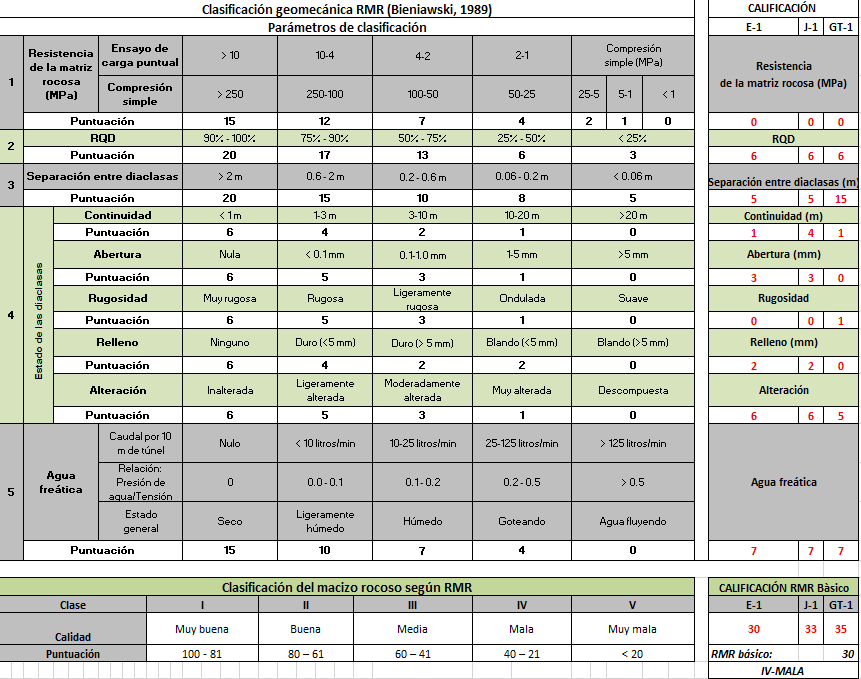 Clasificación geomecánica RMR (Bieniawski, 1989)
Parámetros de clasificación
1
Resistencia de la matriz rocosa (MPa)
Ensayo de carga puntual
> 10
10-4
4-2
2-1
Compresión simple (MPa)
Compresión simple
> 250
250-100
100-50
50-25
25-5
5-1
< 1
Puntuación 15 12 7 4 2 1 0
2
RQD 90% - 100% 75% - 90% 50% - 75% 25% - 50% < 25%
Puntuación 20 17 13 6 3
3
Separación entre diaclasas > 2 m 0.6 - 2 m 0.2 - 0.6 m 0.06 - 0.2 m < 0.06 m
Puntuación 20 15 10 8 5
4
Estado de las diaclasas
Continuidad < 1 m 1-3 m 3-10 m 10-20 m >20 m
Puntuación 6 4 2 1 0
Abertura Nula < 0.1 mm 0.1-1.0 mm 1-5 mm >5 mm
Puntuación 6 5 3 1 0
Rugosidad Muy rugosa Rugosa Ligeramente rugosa Ondulada Suave
Puntuación 6 5 3 1 0
Relleno Ninguno Duro (<5 mm) Duro (> 5 mm) Blando (<5 mm) Blando (>5 mm)
Puntuación 6 4 2 2 0
Alteración Inalterada Ligeramente alterada Moderadamente alterada Muy alterada Descompuesta
Puntuación 6 5 3 1 0
5
Agua freática
Caudal por 10 m de túnel Nulo < 10 litros/min 10-25 litros/min 25-125 litros/min > 125 litros/min
Relación: Presión de agua/Tensión 0 0.0 - 0.1 0.1 - 0.2 0.2 - 0.5 > 0.5
Estado general Seco Ligeramente húmedo Húmedo Goteando Agua fluyendo
Puntuación 15 10 7 4 0
Clasificación del macizo rocoso según RMR
Clase I II III IV V
Calidad Muy buena Buena Media Mala Muy mala
Puntuación 100 - 81 80 – 61 60 – 41 40 – 21 < 20
CALIFICACIÓN
E-1 J-1 GT-1
Resistencia
de la matriz rocosa (MPa)
0 0 0
RQD
6 6 6
Separación entre diaclasas (m)
5 5 15
Continuidad (m)
1 4 1
Abertura (mm)
3 3 0
Rugosidad
0 0 1
Relleno (mm)
2 2 0
Alteración
6 6 5
Agua freática
7 7 7
CALIFICACIÓN RMR Bàsico
E-1 J-1 GT-1
30 33 35
RMR básico: 30
IV-MALA